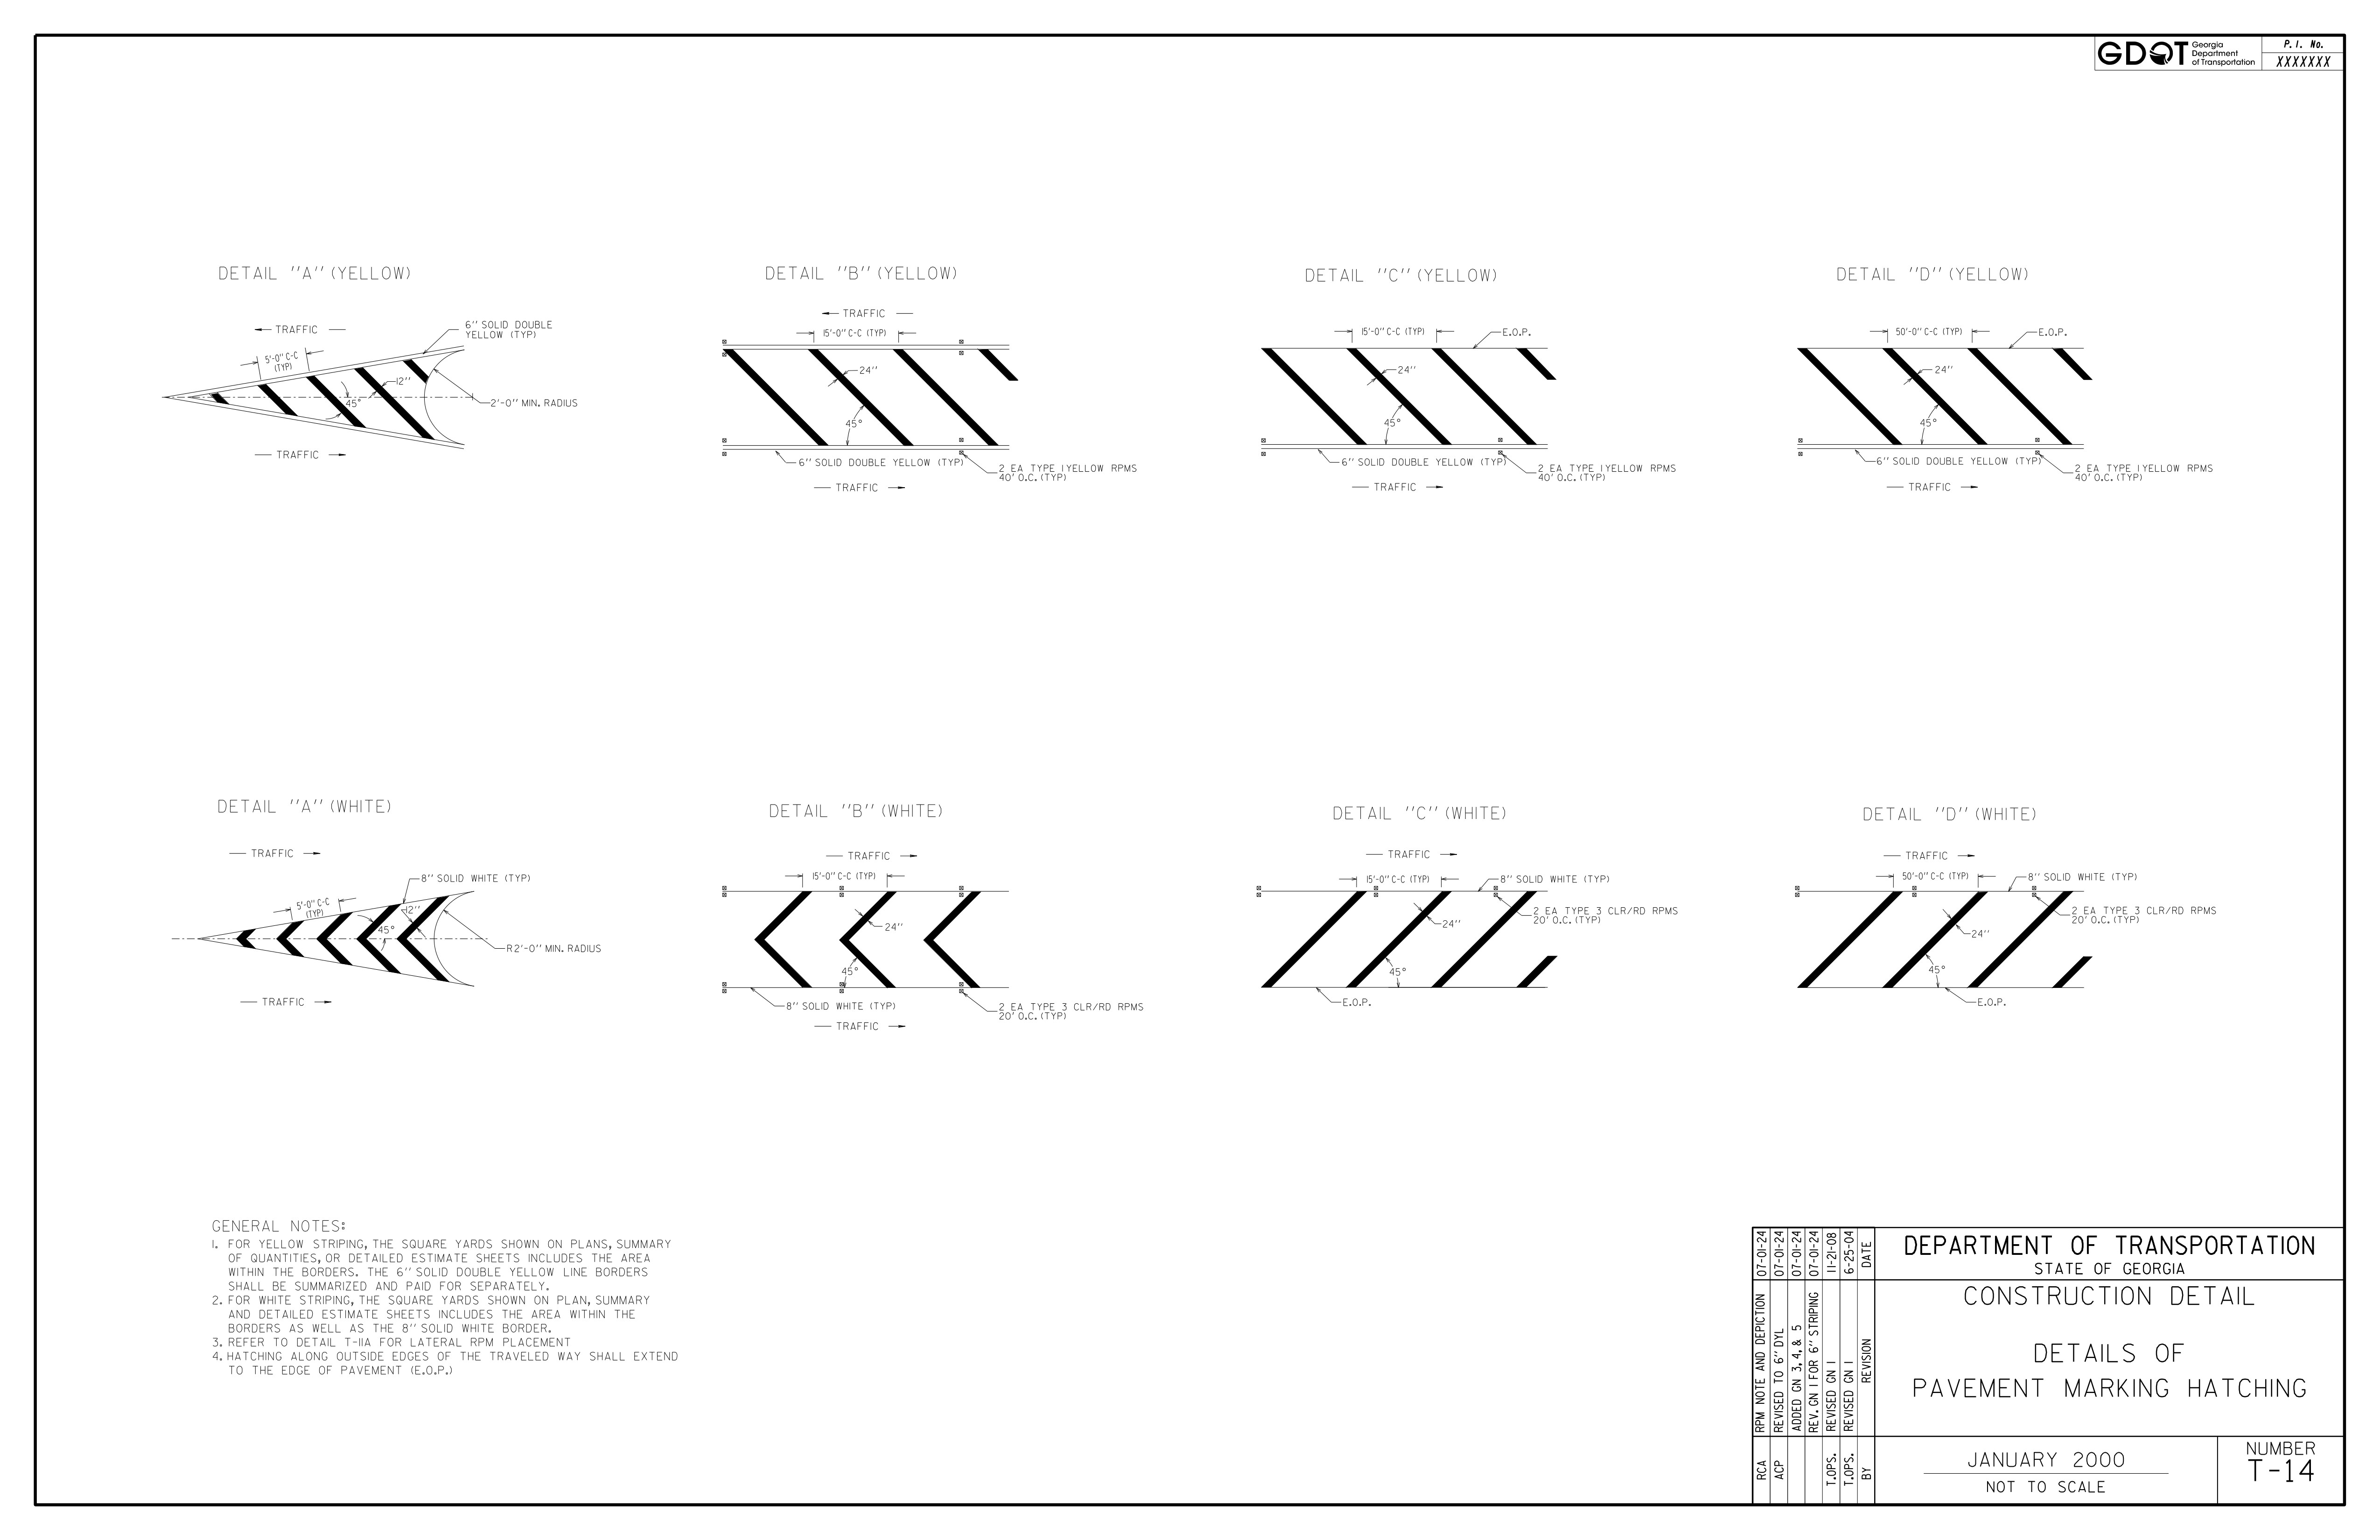 GDOT Georgia
Department
of Transportation
P. I. No.
XXXXXXX
DETAIL "A" (YELLOW)
TRAFFIC
6" SOLID DOUBLE
YELLOW (TYP)
5'-0" C-C
(TYP)
12"
45°
2'-0" MIN. RADIUS
TRAFFIC
DETAIL "B" (YELLOW)
TRAFFIC
15'-0" C-C (TYP)
24"
45°
6" SOLID DOUBLE YELLOW (TYP)
2 EA TYPE 1 YELLOW RPMS
40' O.C. (TYP)
TRAFFIC
DETAIL "C" (YELLOW)
15'-0" C-C (TYP)
E.O.P.
24"
45°
6" SOLID DOUBLE YELLOW (TYP)
2 EA TYPE 1 YELLOW RPMS
40' O.C. (TYP)
TRAFFIC
DETAIL "D" (YELLOW)
50'-0" C-C (TYP)
E.O.P.
24"
45°
6" SOLID DOUBLE YELLOW (TYP)
2 EA TYPE 1 YELLOW RPMS
40' O.C. (TYP)
TRAFFIC
DETAIL "A" (WHITE)
TRAFFIC
8" SOLID WHITE (TYP)
5'-0" C-C
(TYP)
12"
45°
R2'-0" MIN. RADIUS
TRAFFIC
DETAIL "B" (WHITE)
TRAFFIC
15'-0" C-C (TYP)
24"
45°
8" SOLID WHITE (TYP)
2 EA TYPE 3 CLR/RD RPMS
20' O.C. (TYP)
TRAFFIC
DETAIL "C" (WHITE)
TRAFFIC
15'-0" C-C (TYP)
8" SOLID WHITE (TYP)
2 EA TYPE 3 CLR/RD RPMS
20' O.C. (TYP)
24"
45°
E.O.P.
DETAIL "D" (WHITE)
TRAFFIC
50'-0" C-C (TYP)
8" SOLID WHITE (TYP)
2 EA TYPE 3 CLR/RD RPMS
20' O.C. (TYP)
24"
45°
E.O.P.
GENERAL NOTES:
1. FOR YELLOW STRIPING, THE SQUARE YARDS SHOWN ON PLANS, SUMMARY
OF QUANTITIES, OR DETAILED ESTIMATE SHEETS INCLUDES THE AREA
WITHIN THE BORDERS. THE 6" SOLID DOUBLE YELLOW LINE BORDERS
SHALL BE SUMMARIZED AND PAID FOR SEPARATELY.
2. FOR WHITE STRIPING, THE SQUARE YARDS SHOWN ON PLAN, SUMMARY
AND DETAILED ESTIMATE SHEETS INCLUDES THE AREA WITHIN THE
BORDERS AS WELL AS THE 8" SOLID WHITE BORDER.
3. REFER TO DETAIL T-11A FOR LATERAL RPM PLACEMENT
4. HATCHING ALONG OUTSIDE EDGES OF THE TRAVELED WAY SHALL EXTEND
TO THE EDGE OF PAVEMENT (E.O.P.)
RCA RPM NOTE AND DEPICTION 07-01-24
ACP REVISED TO 6" DYL 07-01-24
ADDED GN 3, 4, & 5 07-01-24
REV. GN 1 FOR 6" STRIPING 07-01-24
T.OPS. REVISED GN 1 11-21-08
T.OPS. REVISED GN 1 6-25-04
BY REVISION DATE
DEPARTMENT OF TRANSPORTATION
STATE OF GEORGIA
CONSTRUCTION DETAIL
DETAILS OF
PAVEMENT MARKING HATCHING
JANUARY 2000
NOT TO SCALE
NUMBER
T-14